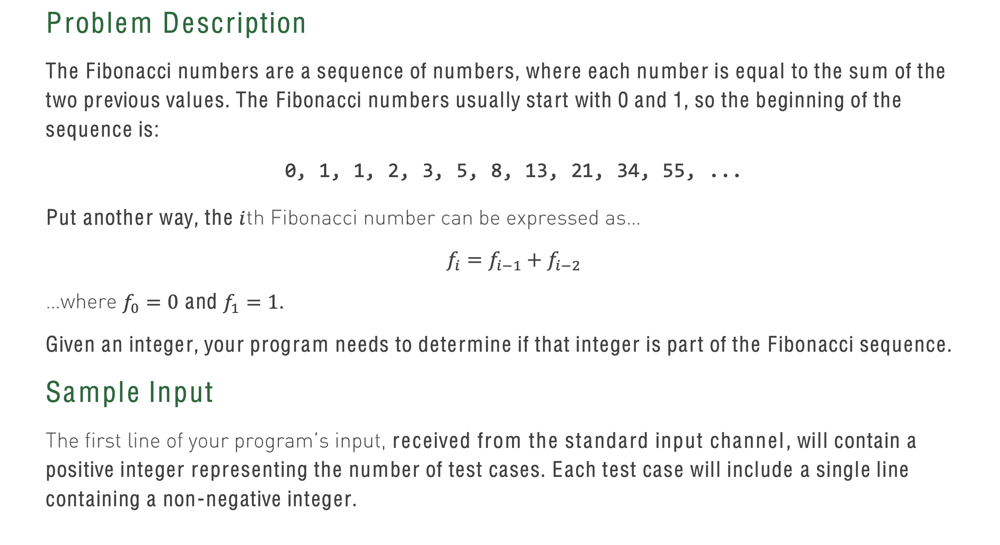 Problem Description
The Fibonacci numbers are a sequence of numbers, where each number is equal to the sum of the
two previous values. The Fibonacci numbers usually start with 0 and 1, so the beginning of the
sequence is:
0, 1, 1, 2, 3, 5, 8, 13, 21, 34, 55, ...
Put another way, the ith Fibonacci number can be expressed as...
fᵢ = fᵢ₋₁ + fᵢ₋₂
...where f₀ = 0 and f₁ = 1.
Given an integer, your program needs to determine if that integer is part of the Fibonacci sequence.
Sample Input
The first line of your program's input, received from the standard input channel, will contain a
positive integer representing the number of test cases. Each test case will include a single line
containing a non-negative integer.